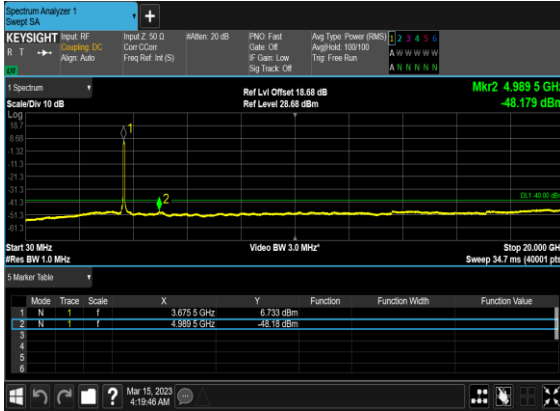 Spectrum Analyzer 1
Swept SA
+
KEYSIGHT Input: RF Input Z: 50 Ω #Atten: 20 dB PNO: Fast Avg Type: Power (RMS) 1 2 3 4 5 6
R T Coupling: DC Corr CCorr Gate: Off Avg|Hold: 100/100 A W W W W W
Align: Auto Freq Ref: Int (S) IF Gain: Low Trig: Free Run
Sig Track: Off A N N N N N
1 Spectrum Ref Lvl Offset 18.68 dB Mkr2 4.989 5 GHz
Scale/Div 10 dB Ref Level 28.68 dBm -48.179 dBm
Log
18.7
8.68
-1.32
-11.3
-21.3
-31.3
-41.3
-51.3
-61.3
1
2
DL1 -40.00 dBm
Start 30 MHz Video BW 3.0 MHz* Stop 20.000 GH
#Res BW 1.0 MHz Sweep 34.7 ms (40001 pts
5 Marker Table
Mode Trace Scale X Y Function Function Width Function Value
1 N 1 f 3.675 5 GHz 6.733 dBm
2 N 1 f 4.989 5 GHz -48.18 dBm
3
4
5
6
? Mar 15, 2023
4:19:46 AM